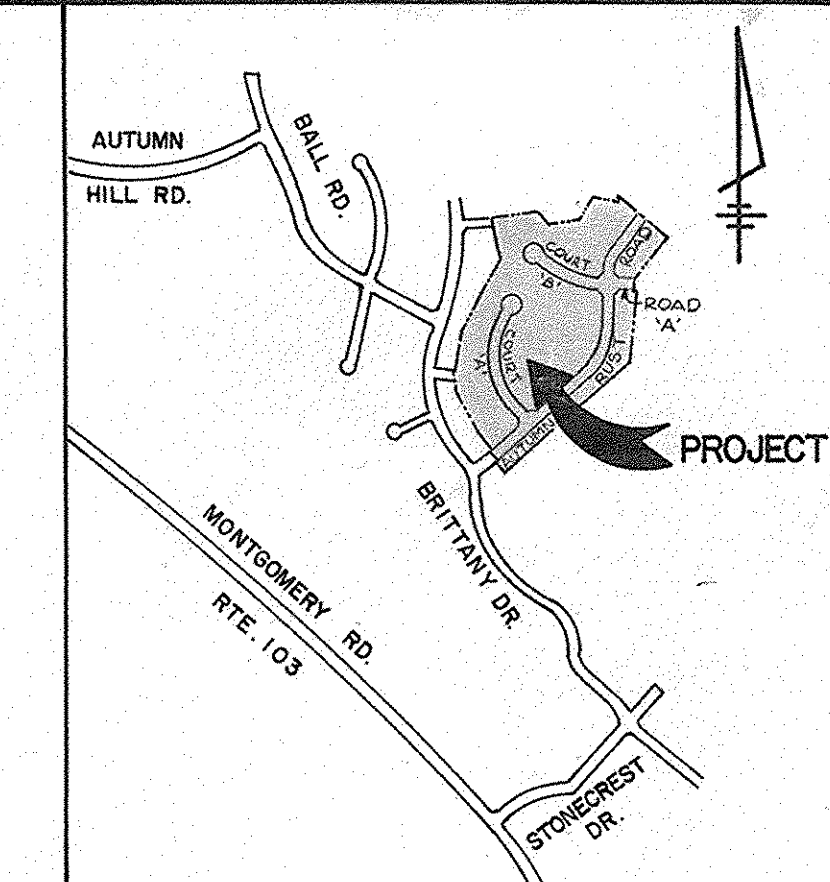 AUTUMN
HILL RD.
BALL RD.
COURT
'B'
ROAD
ROAD
'A'
COURT
'A'
RUST
AUTUMN
PROJECT
BRITTANY DR.
MONTGOMERY RD.
RTE. 103
STONECREST
DR.